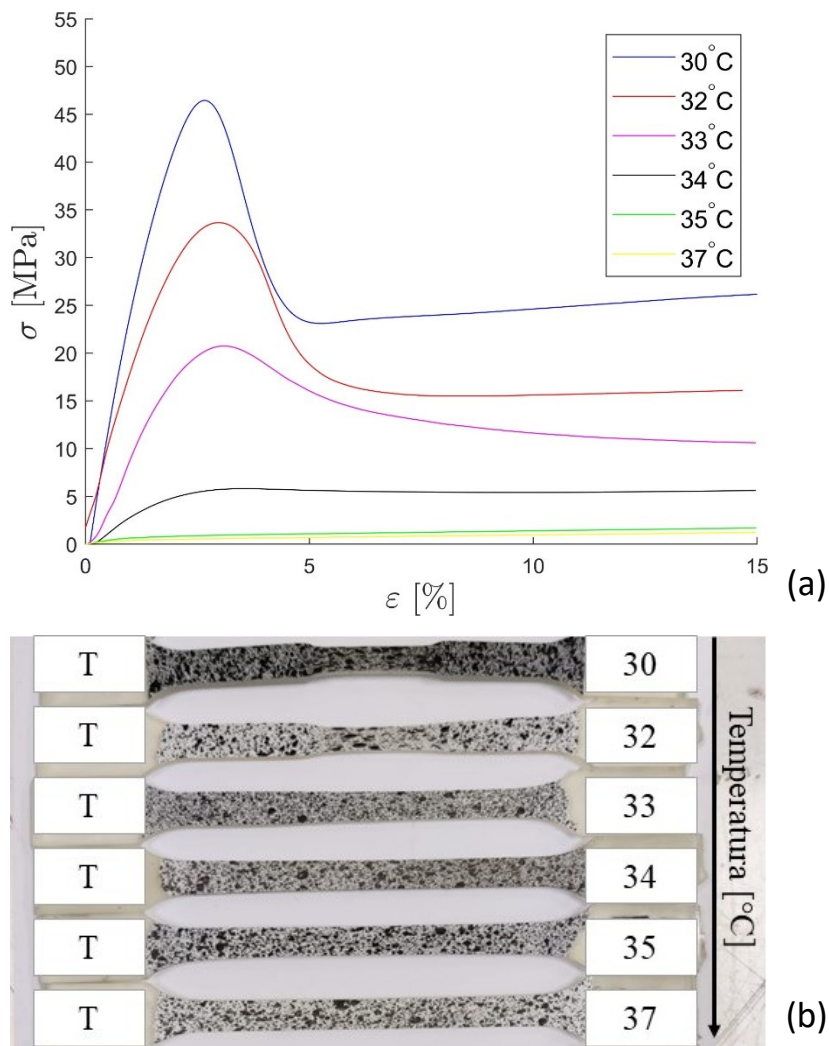 55
50
45
40
35
30
25
20
15
10
5
0
σ [MPa]
30°C
32°C
33°C
34°C
35°C
37°C
0 5 10 15
ε [%]
(a)
T 30
T 32
T 33
T 34
T 35
T 37
Temperatura [°C]
(b)